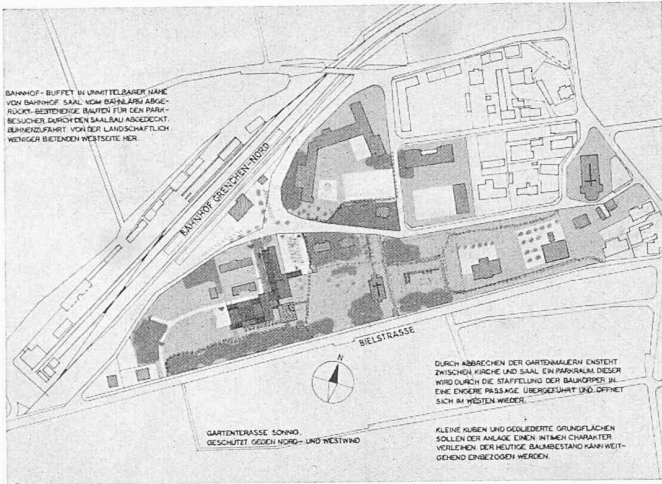 BAHNHOF-BUFFET IN UNMITTELBARER NÄHE
VON BAHNHOF. SAAL VOM BAHNLÄRM ABGE-
RÜCKT. BESTEHENDE BAUTEN FÜR DEN PARK-
BESUCHER DURCH DEN SAALBAU ABGEDECKT.
BÜHNENZUFAHRT VON DER LANDSCHAFTLICH
WENIGER BIETENDEN WESTSEITE HER.
BAHNHOF GRENCHEN-NORD
BIELSTRASSE
N
DURCH ABBRECHEN DER GARTENMAUERN ENSTEHT
ZWISCHEN KIRCHE UND SAAL EIN PARKRAUM. DIESER
WIRD DURCH DIE STAFFELUNG DER BAUKÖRPER IN
EINE ENGERE PASSAGE ÜBERGEFÜHRT UND ÖFFNET
SICH IM WESTEN WIEDER.
GARTENTERASSE SONNIG,
GESCHÜTZT GEGEN NORD- UND WESTWIND
KLEINE KUBEN UND GEGLIEDERTE GRUNDFLÄCHEN
SOLLEN DER ANLAGE EINEN INTIMEN CHARAKTER
VERLEIHEN. DER HEUTIGE BAUMBESTAND KANN WEIT-
GEHEND EINBEZOGEN WERDEN.